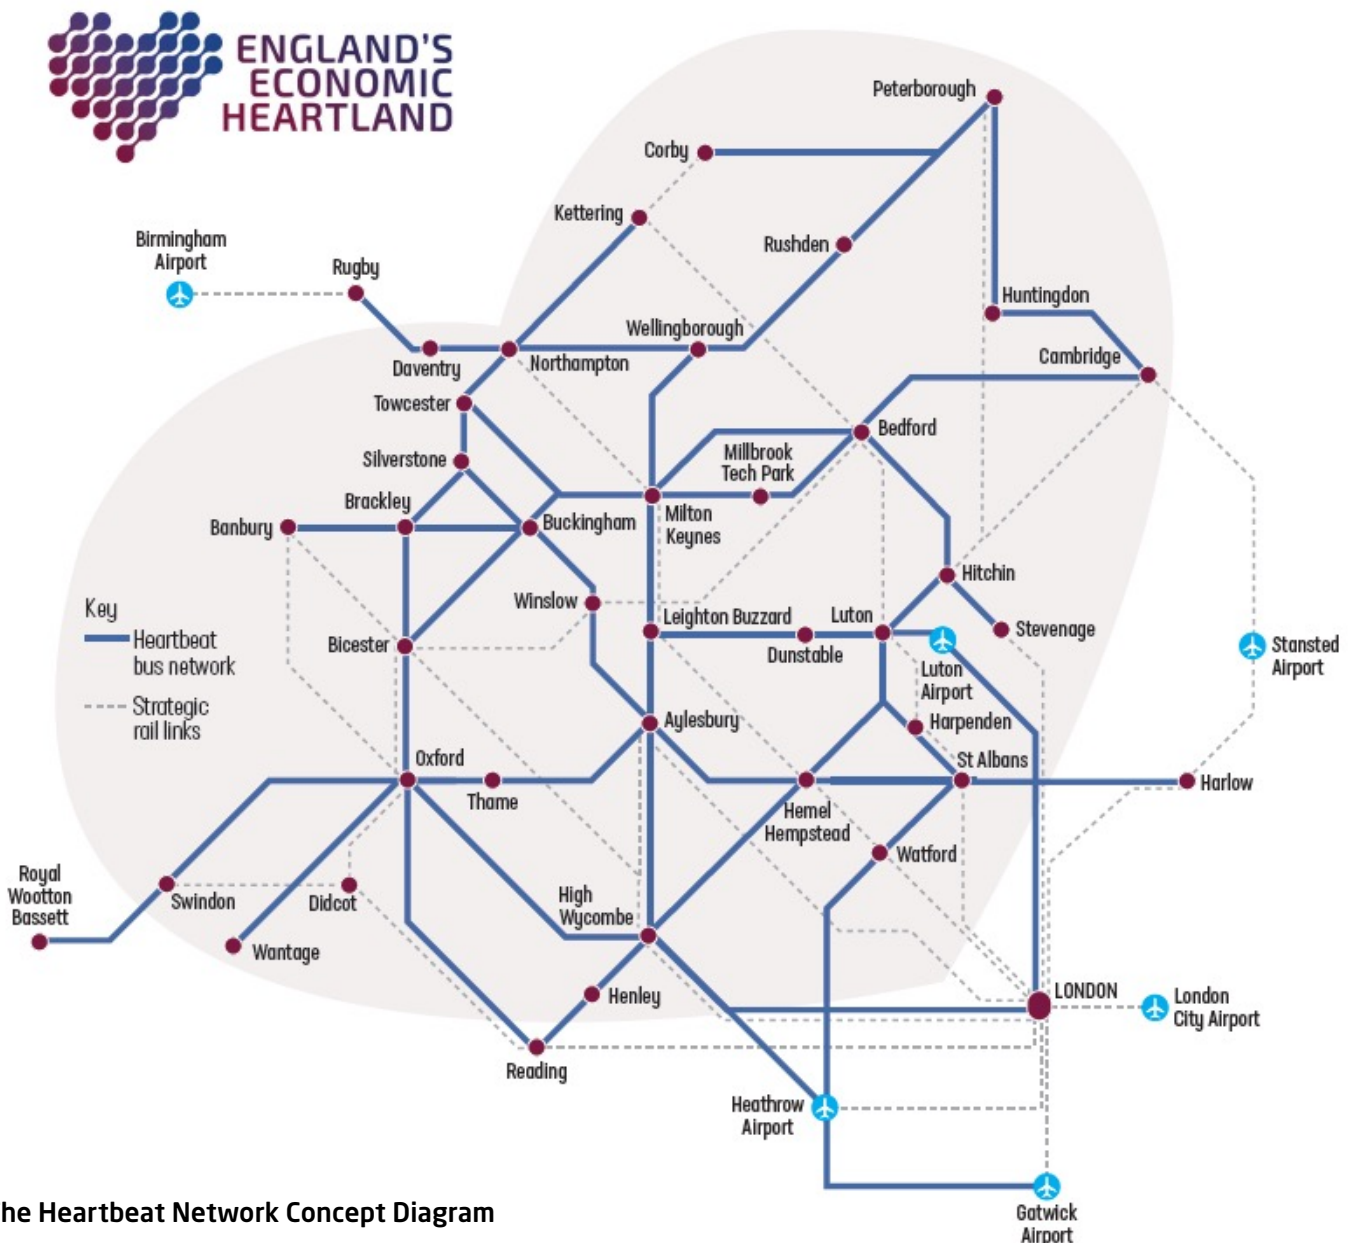 ENGLAND'S
ECONOMIC
HEARTLAND
Peterborough
Corby
Kettering
Rushden
Birmingham
Airport
Rugby
Huntingdon
Wellingborough
Cambridge
Daventry
Northampton
Towcester
Bedford
Millbrook
Tech Park
Silverstone
Brackley
Banbury
Buckingham
Milton
Keynes
Hitchin
Winslow
Key
Heartbeat
bus network
Strategic
rail links
Leighton Buzzard
Luton
Stevenage
Dunstable
Bicester
Stansted
Airport
Luton
Airport
Aylesbury
Harpenden
Oxford
St Albans
Thame
Harlow
Hemel
Hempstead
Watford
Royal
Wootton
Bassett
Swindon
Didcot
High
Wycombe
Wantage
Henley
LONDON
London
City Airport
Reading
Heathrow
Airport
he Heartbeat Network Concept Diagram
Gatwick
Airport